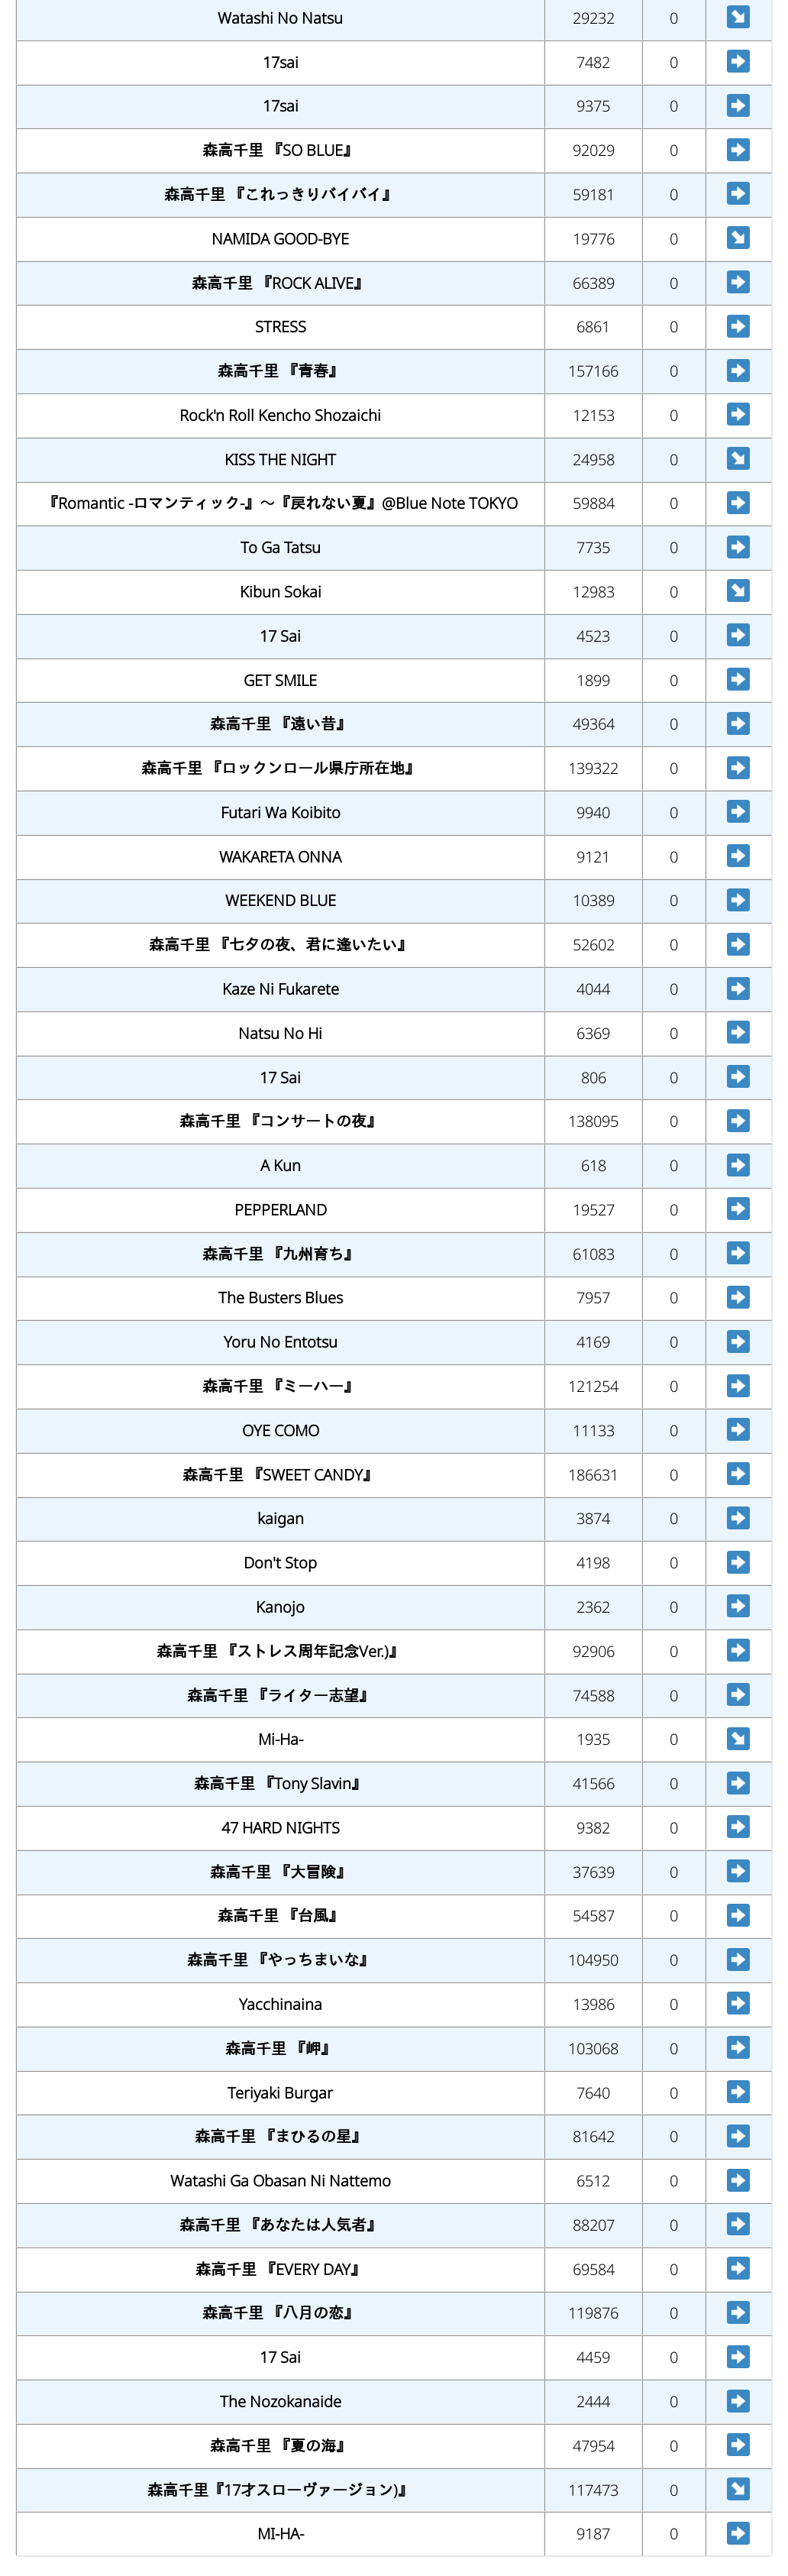 Watashi No Natsu 29232 0
17sai 7482 0
17sai 9375 0
森高千里 『SO BLUE』 92029 0
森高千里 『これっきりバイバイ』 59181 0
NAMIDA GOOD-BYE 19776 0
森高千里 『ROCK ALIVE』 66389 0
STRESS 6861 0
森高千里 『青春』 157166 0
Rock'n Roll Kencho Shozaichi 12153 0
KISS THE NIGHT 24958 0
『Romantic -ロマンティック-』～『戻れない夏』@Blue Note TOKYO 59884 0
To Ga Tatsu 7735 0
Kibun Sokai 12983 0
17 Sai 4523 0
GET SMILE 1899 0
森高千里 『遠い昔』 49364 0
森高千里 『ロックンロール県庁所在地』 139322 0
Futari Wa Koibito 9940 0
WAKARETA ONNA 9121 0
WEEKEND BLUE 10389 0
森高千里 『七夕の夜、君に逢いたい』 52602 0
Kaze Ni Fukarete 4044 0
Natsu No Hi 6369 0
17 Sai 806 0
森高千里 『コンサートの夜』 138095 0
A Kun 618 0
PEPPERLAND 19527 0
森高千里 『九州育ち』 61083 0
The Busters Blues 7957 0
Yoru No Entotsu 4169 0
森高千里 『ミーハー』 121254 0
OYE COMO 11133 0
森高千里 『SWEET CANDY』 186631 0
kaigan 3874 0
Don't Stop 4198 0
Kanojo 2362 0
森高千里 『ストレス周年記念Ver.)』 92906 0
森高千里 『ライター志望』 74588 0
Mi-Ha- 1935 0
森高千里 『Tony Slavin』 41566 0
47 HARD NIGHTS 9382 0
森高千里 『大冒険』 37639 0
森高千里 『台風』 54587 0
森高千里 『やっちまいな』 104950 0
Yacchinaina 13986 0
森高千里 『岬』 103068 0
Teriyaki Burgar 7640 0
森高千里 『まひるの星』 81642 0
Watashi Ga Obasan Ni Nattemo 6512 0
森高千里 『あなたは人気者』 88207 0
森高千里 『EVERY DAY』 69584 0
森高千里 『八月の恋』 119876 0
17 Sai 4459 0
The Nozokanaide 2444 0
森高千里 『夏の海』 47954 0
森高千里『17才スローヴァージョン)』 117473 0
MI-HA- 9187 0